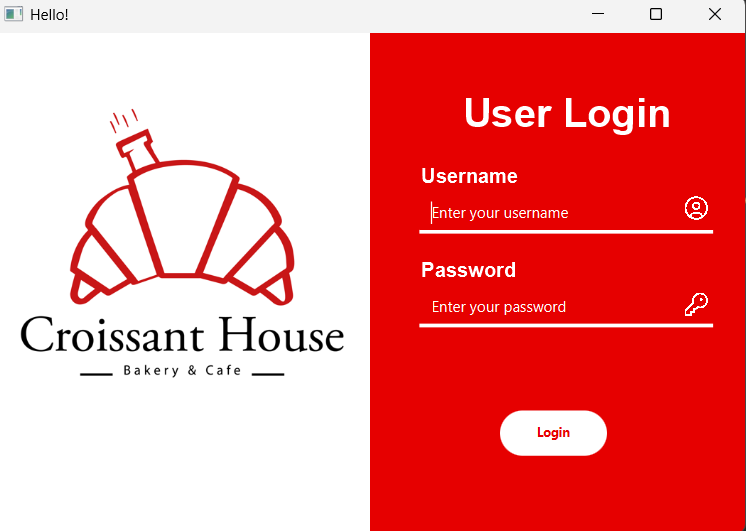 Hello!
Croissant House
Bakery & Cafe
User Login
Username
Enter your username
Password
Enter your password
Login